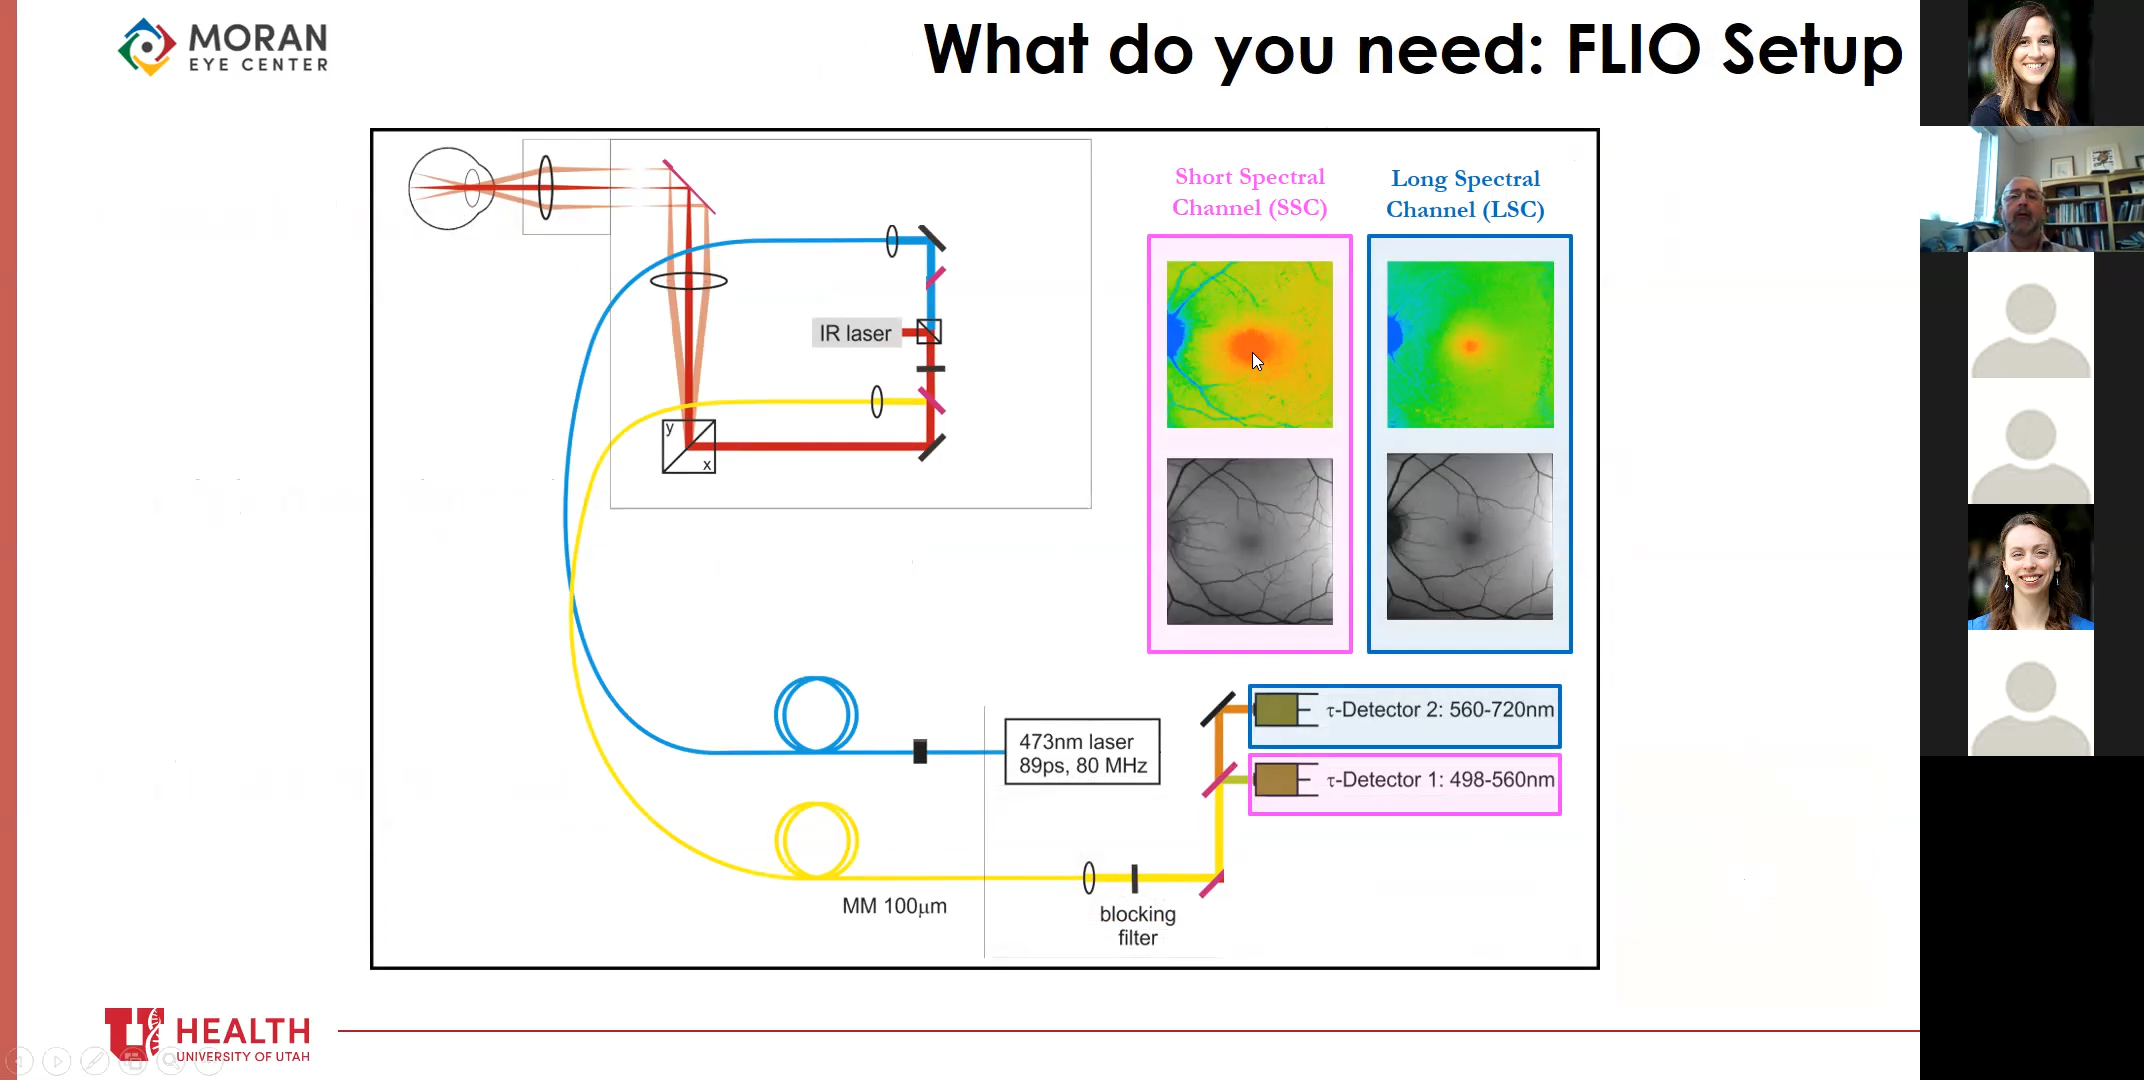 MORAN
EYE CENTER
What do you need: FLIO Setup
Short Spectral
Channel (SSC)
Long Spectral
Channel (LSC)
IR laser
y
x
473nm laser
89ps, 80 MHz
τ-Detector 2: 560-720nm
τ-Detector 1: 498-560nm
MM 100μm
blocking
filter
U
HEALTH
UNIVERSITY OF UTAH